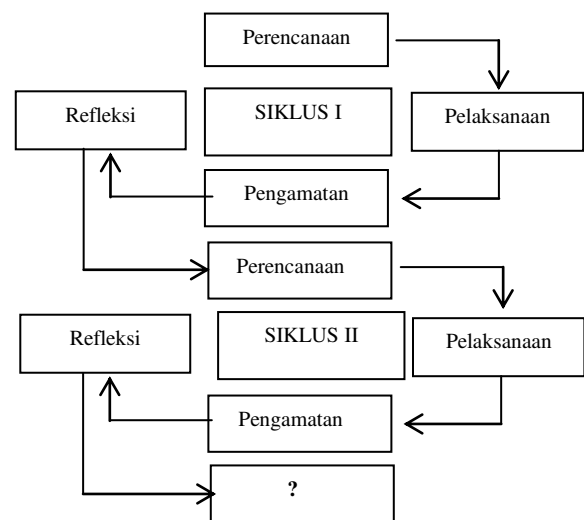 Perencanaan
Refleksi
SIKLUS I
Pelaksanaan
Pengamatan
Perencanaan
Refleksi
SIKLUS II
Pelaksanaan
Pengamatan
?